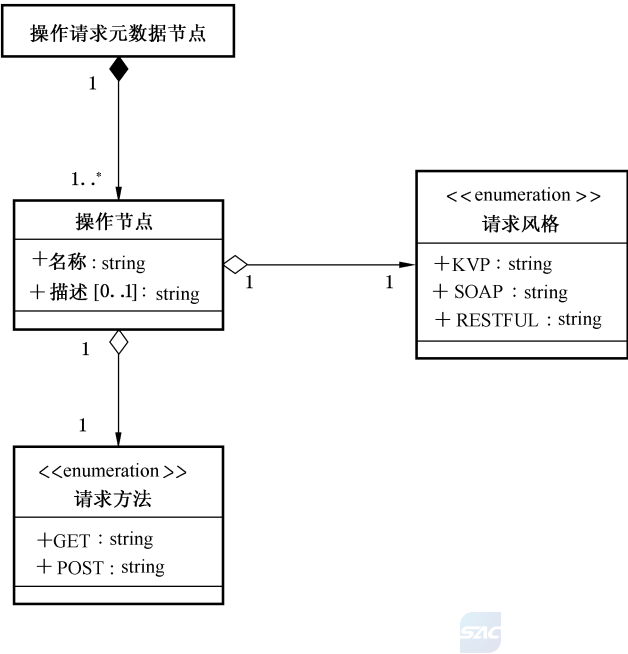 操作请求元数据节点
1
1..*
操作节点
+名称:string
+描述[0..1]:string
1
1
<<enumeration>>
请求风格
+KVP:string
+SOAP:string
+RESTFUL:string
1
1
<<enumeration>>
请求方法
+GET:string
+POST:string
SAC